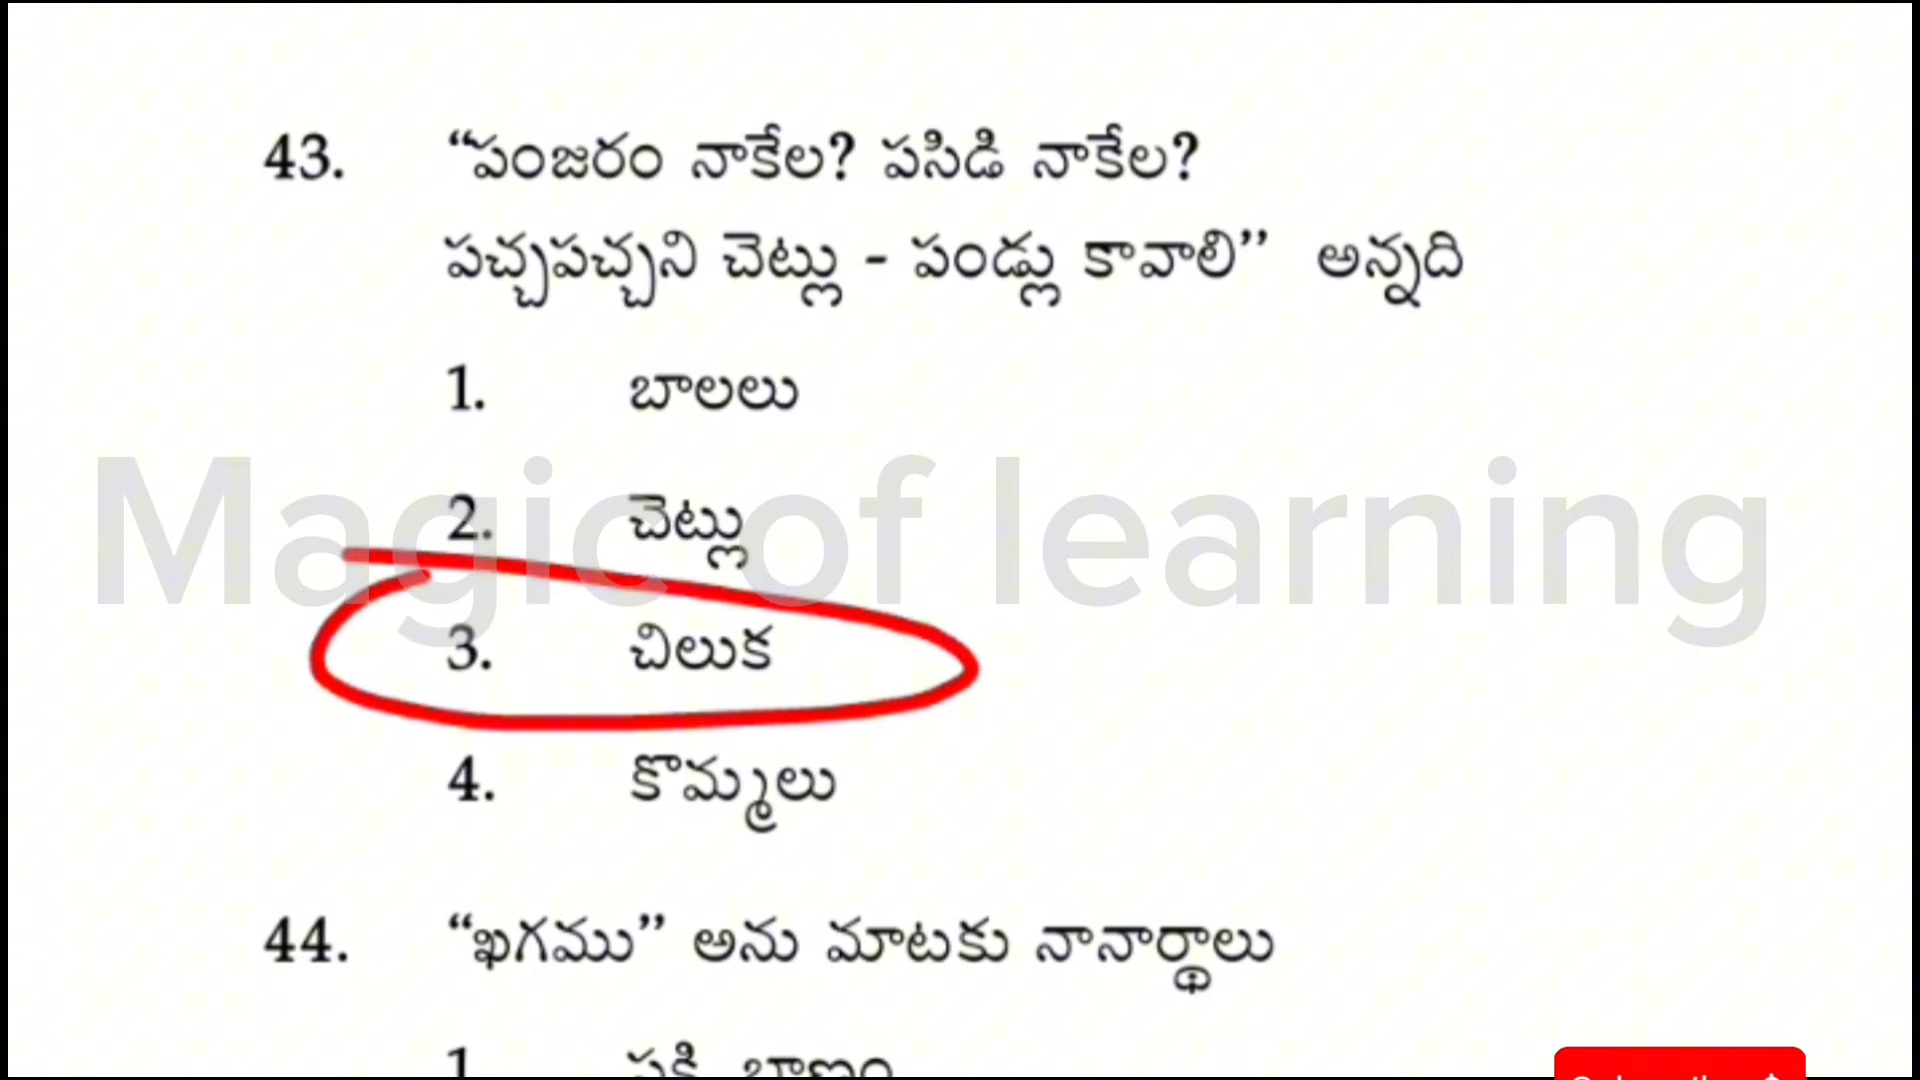 43. “పంజరం నాకేల? పసిడి నాకేల?
పచ్చపచ్చని చెట్లు - పండ్లు కావాలి” అన్నది
1. బాలలు
2. చెట్లు
Magic of learning
3. చిలుక
4. కొమ్మలు
44. “ఖగము” అను మాటకు నానార్థాలు